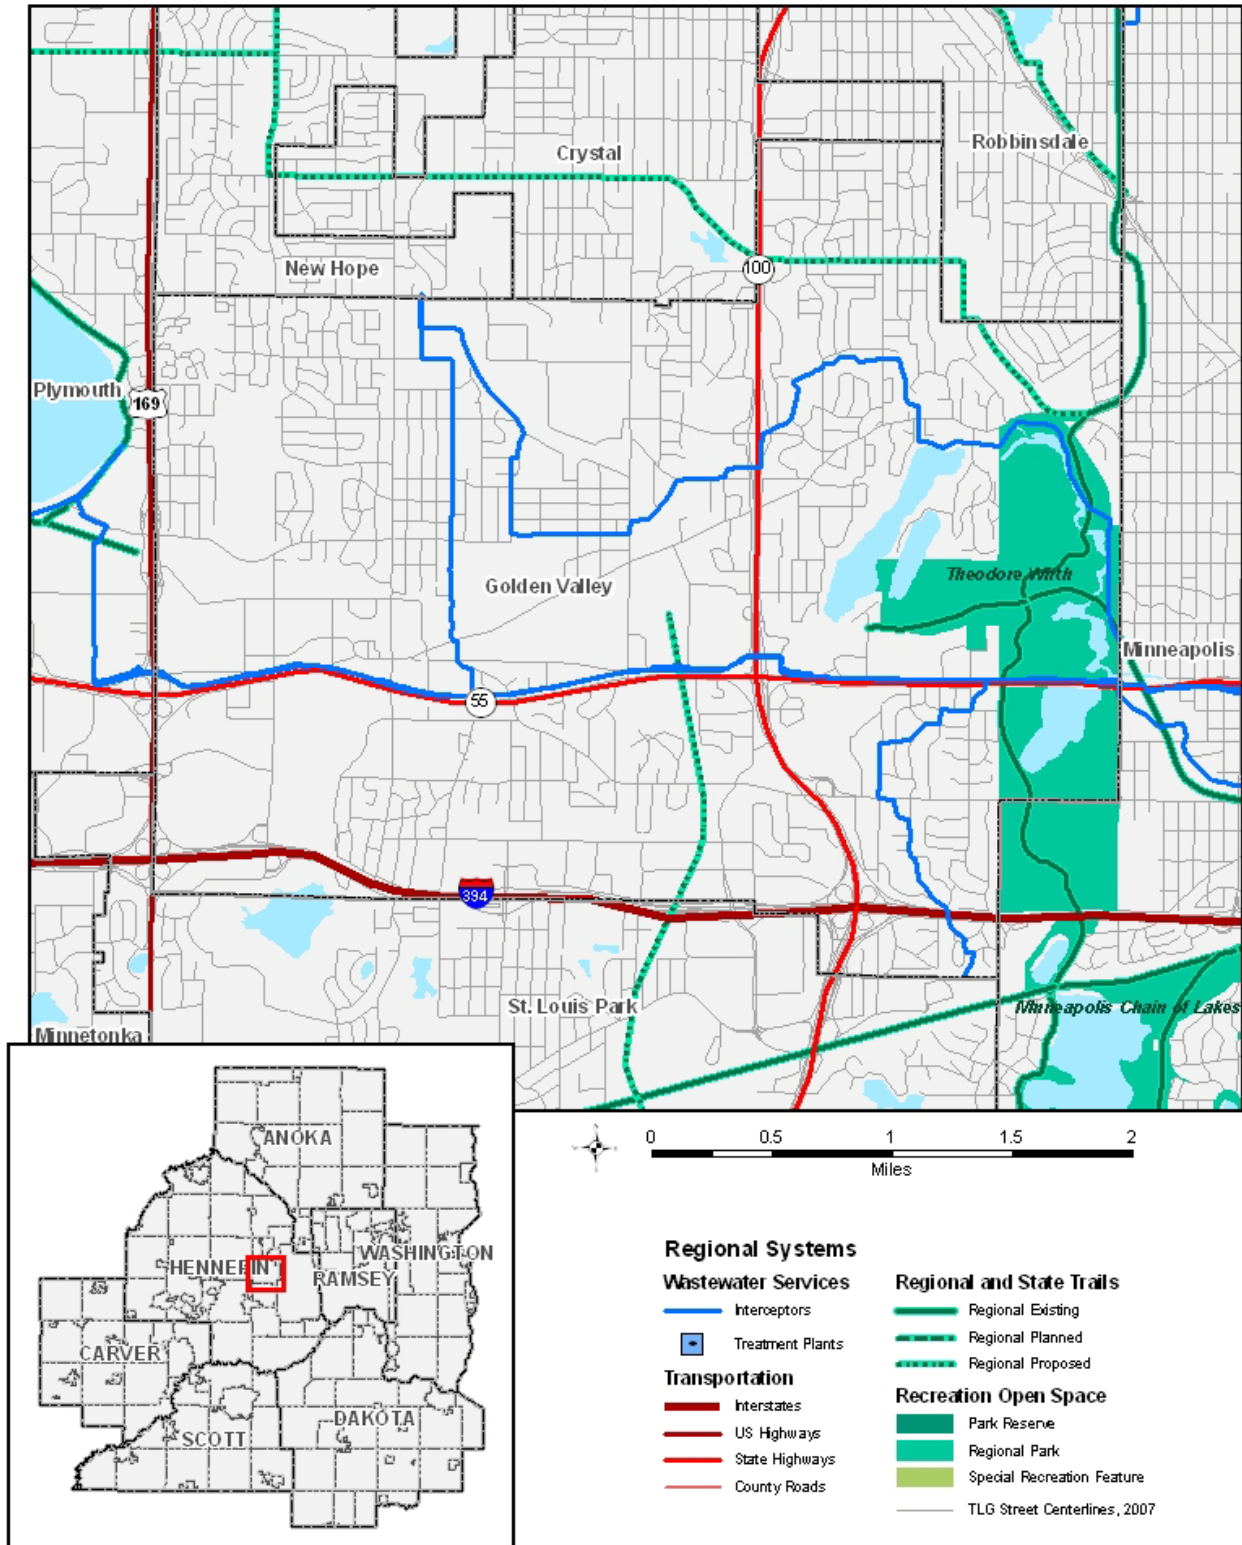 Crystal
Robbinsdale
New Hope
100
Plymouth
169
Golden Valley
Theodore Wirth
Minneapolis
55
394
St. Louis Park
Minneapolis Chain of Lakes
Minnetonka
ANOKA
WASHINGTON
HENNEPIN
RAMSEY
CARVER
DAKOTA
SCOTT
0 0.5 1 1.5 2
Miles
Regional Systems
Wastewater Services
Interceptors
Treatment Plants
Transportation
Interstates
US Highways
State Highways
County Roads
Regional and State Trails
Regional Existing
Regional Planned
Regional Proposed
Recreation Open Space
Park Reserve
Regional Park
Special Recreation Feature
TLG Street Centerlines, 2007